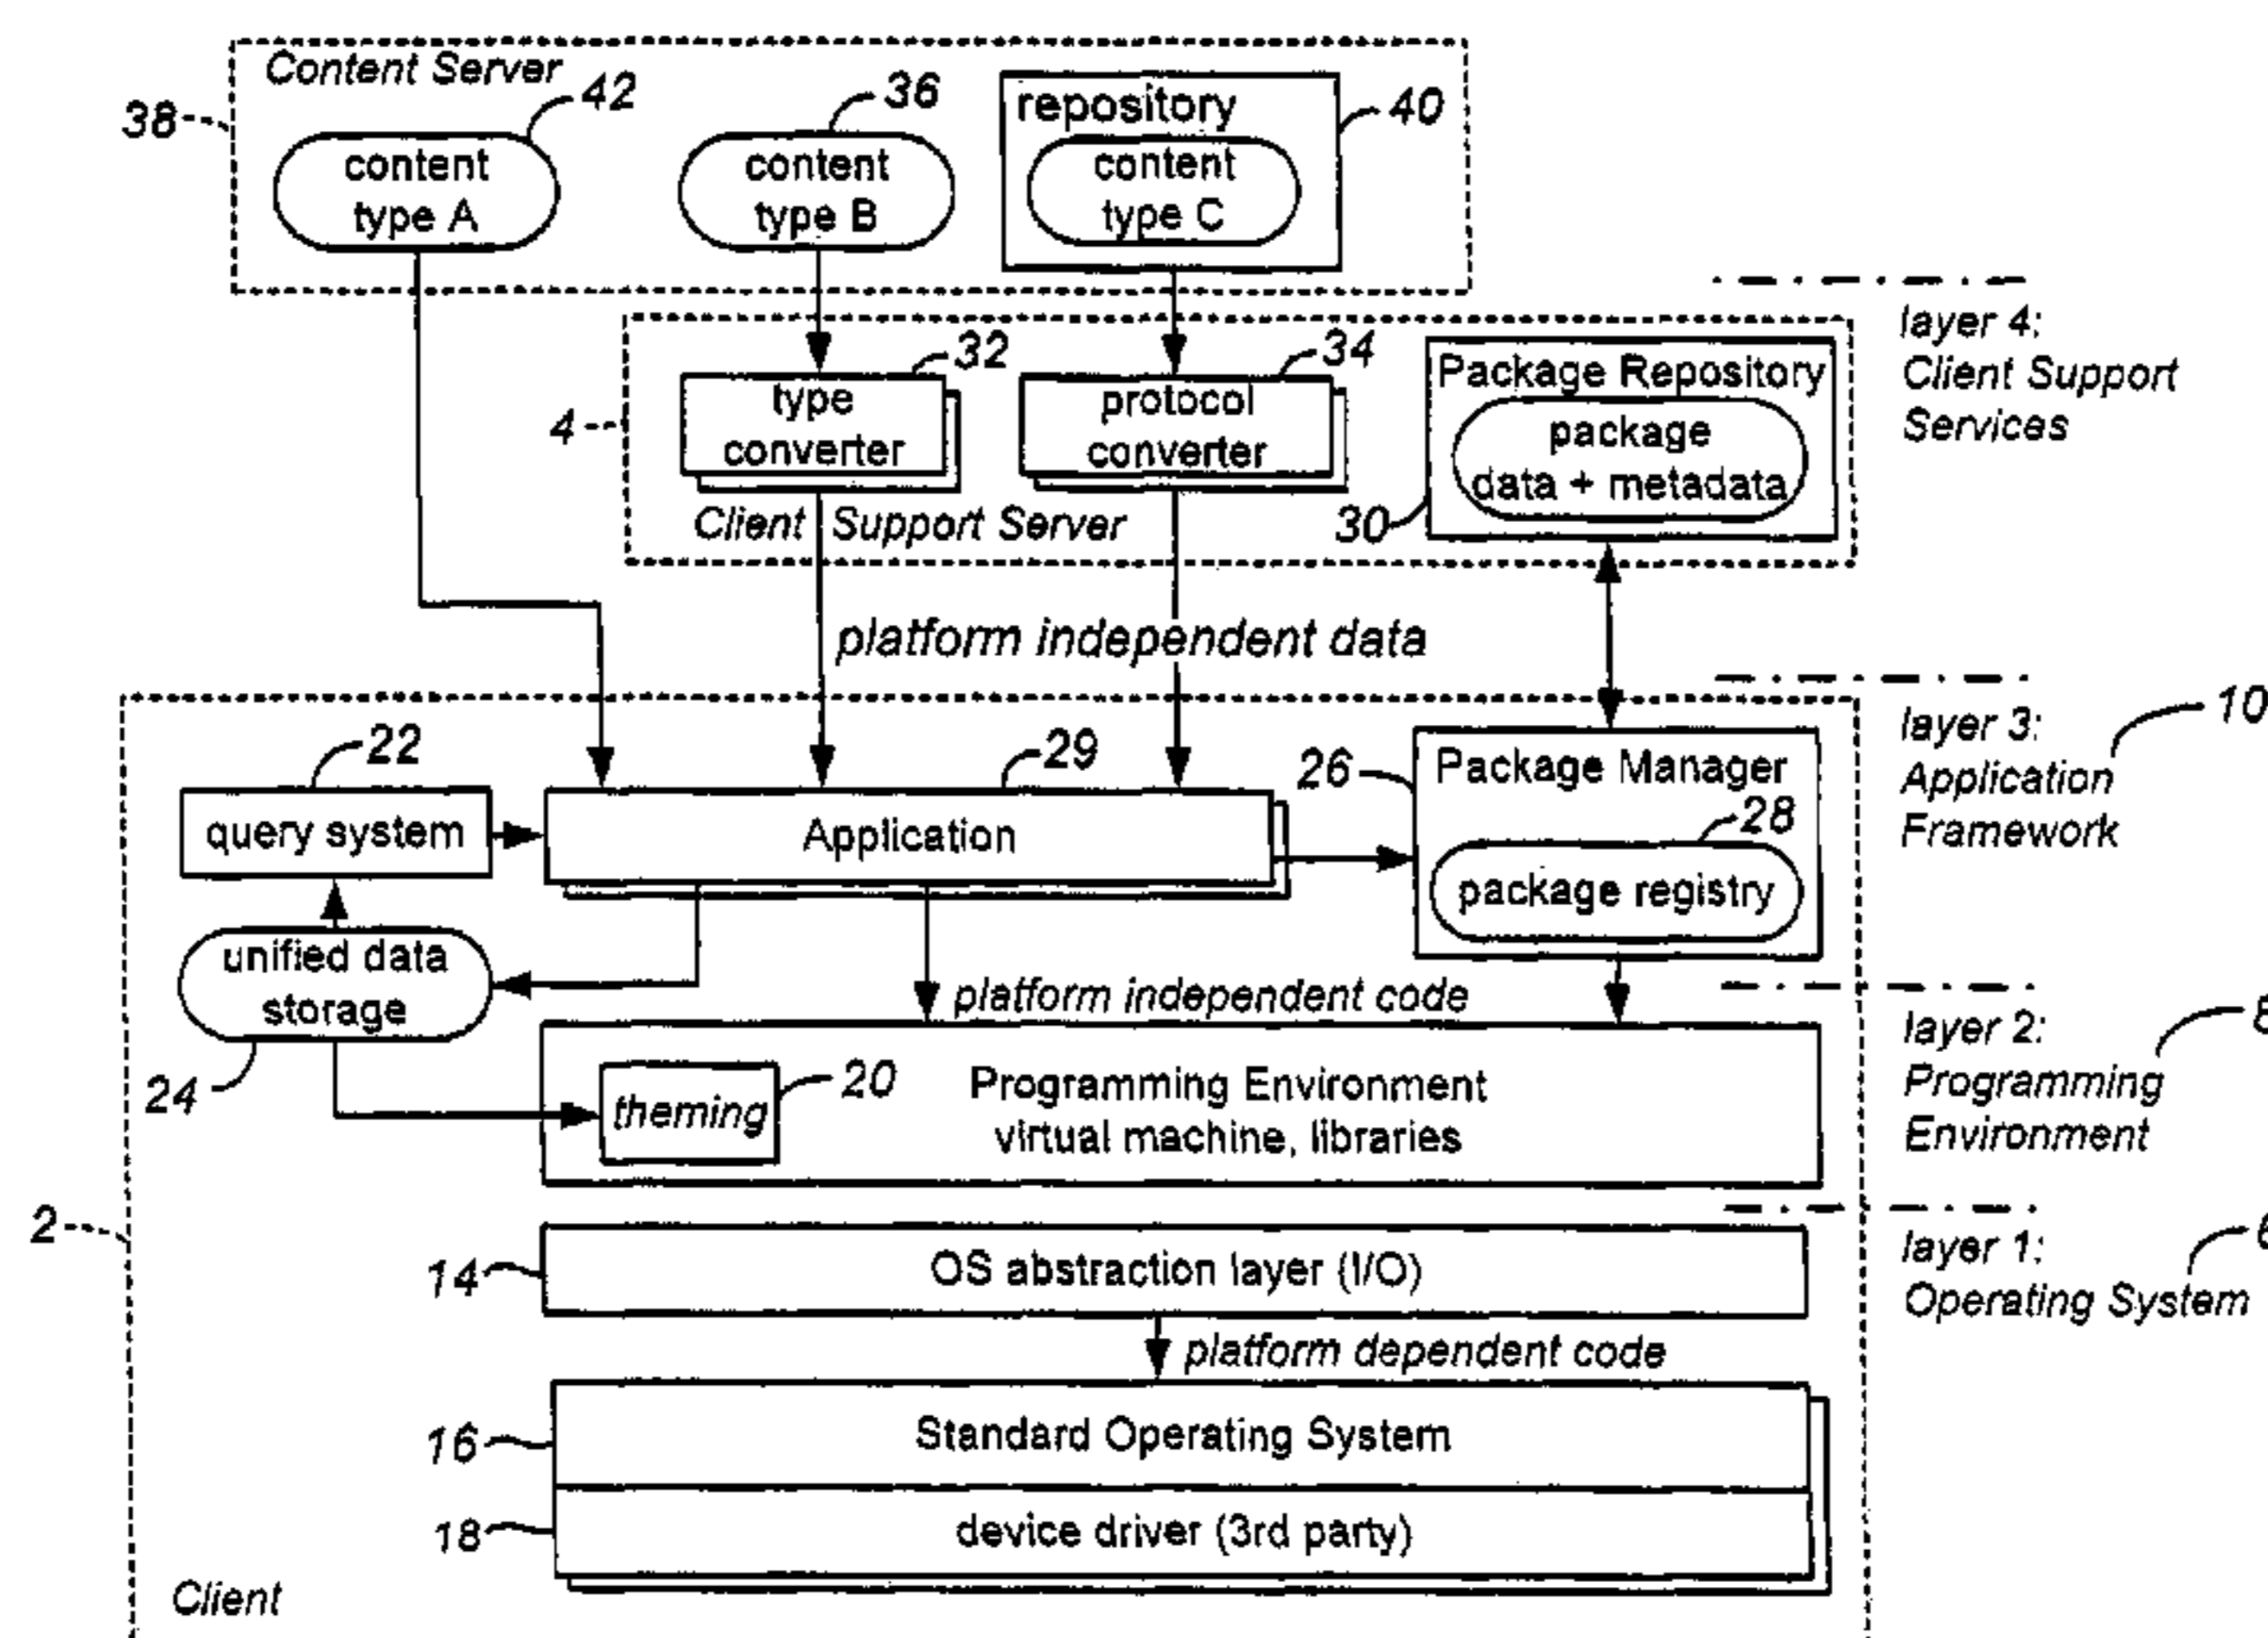 Content Server
38
42
36
40
repository
content
type A
content
type B
content
type C
layer 4:
Client Support
Services
4
32
type
converter
34
protocol
converter
Package Repository
package
data + metadata
30
Client Support Server
platform independent data
layer 3:
Application
Framework
10
22
query system
29
Application
26
Package Manager
28
package registry
unified data
storage
24
platform independent code
layer 2:
Programming
Environment
20
theming
Programming Environment
virtual machine, libraries
2
14
OS abstraction layer (I/O)
layer 1:
Operating System
platform dependent code
16
Standard Operating System
18
device driver (3rd party)
Client